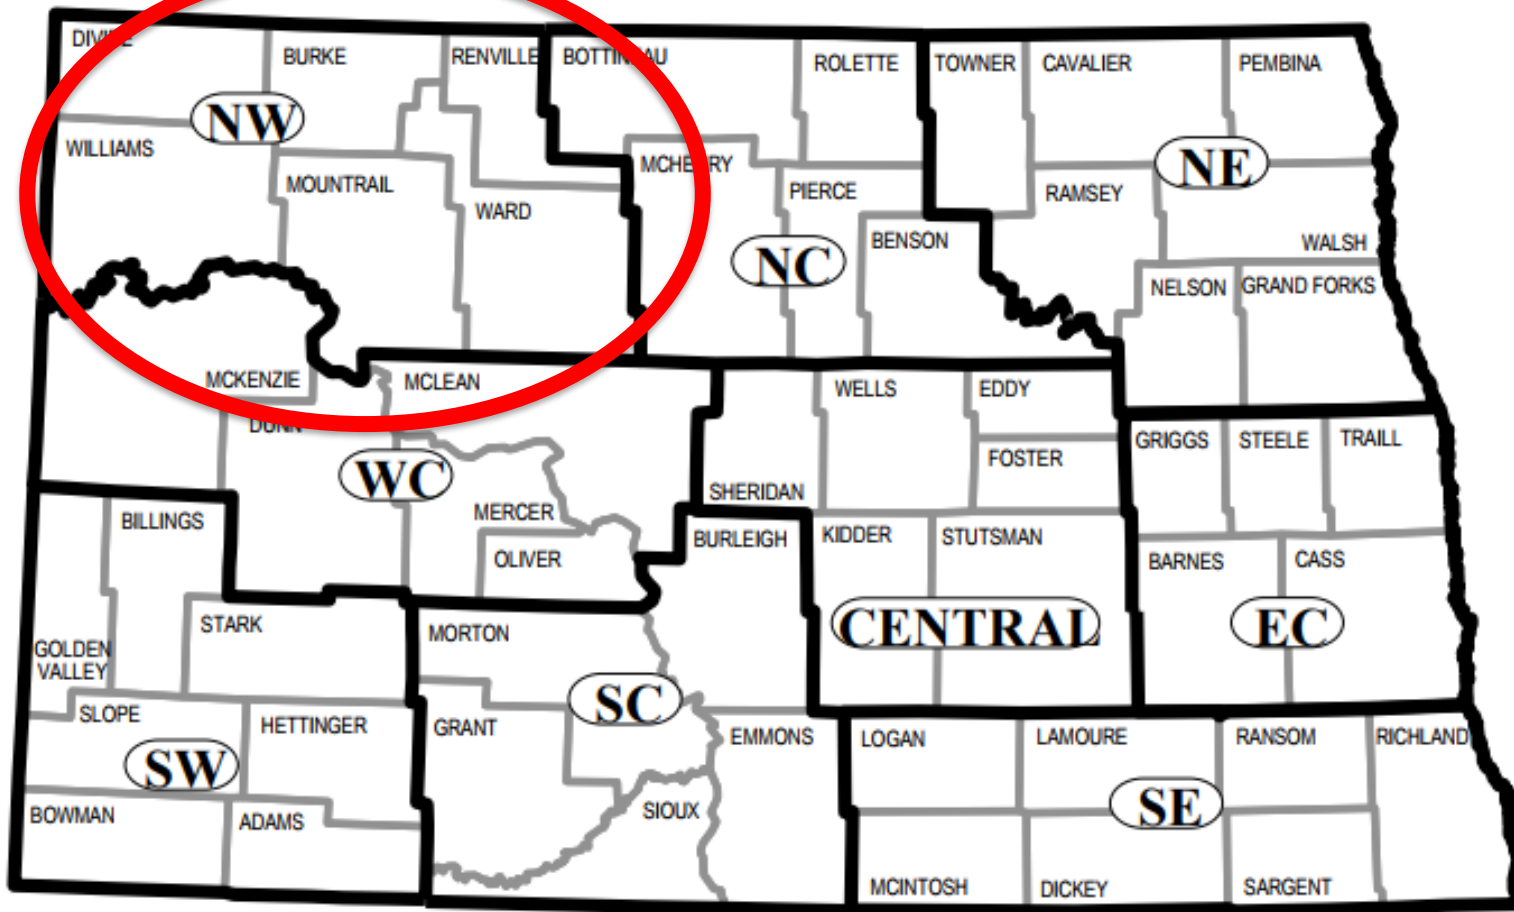 DIVIDE
BURKE
RENVILLE
BOTTINEAU
ROLETTE
TOWNER
CAVALIER
PEMBINA
NW
WILLIAMS
MOUNTRAIL
WARD
MCHENRY
PIERCE
NE
RAMSEY
BENSON
WALSH
NC
NELSON
GRAND FORKS
MCKENZIE
MCLEAN
WELLS
EDDY
DUNN
GRIGGS
STEELE
TRAILL
FOSTER
WC
SHERIDAN
BILLINGS
MERCER
BURLEIGH
KIDDER
STUTSMAN
OLIVER
BARNES
CASS
STARK
MORTON
CENTRAL
EC
GOLDEN
VALLEY
SC
SLOPE
HETTINGER
GRANT
EMMONS
LOGAN
LAMOURE
RANSOM
RICHLAND
SW
BOWMAN
ADAMS
SIOUX
SE
MCINTOSH
DICKEY
SARGENT